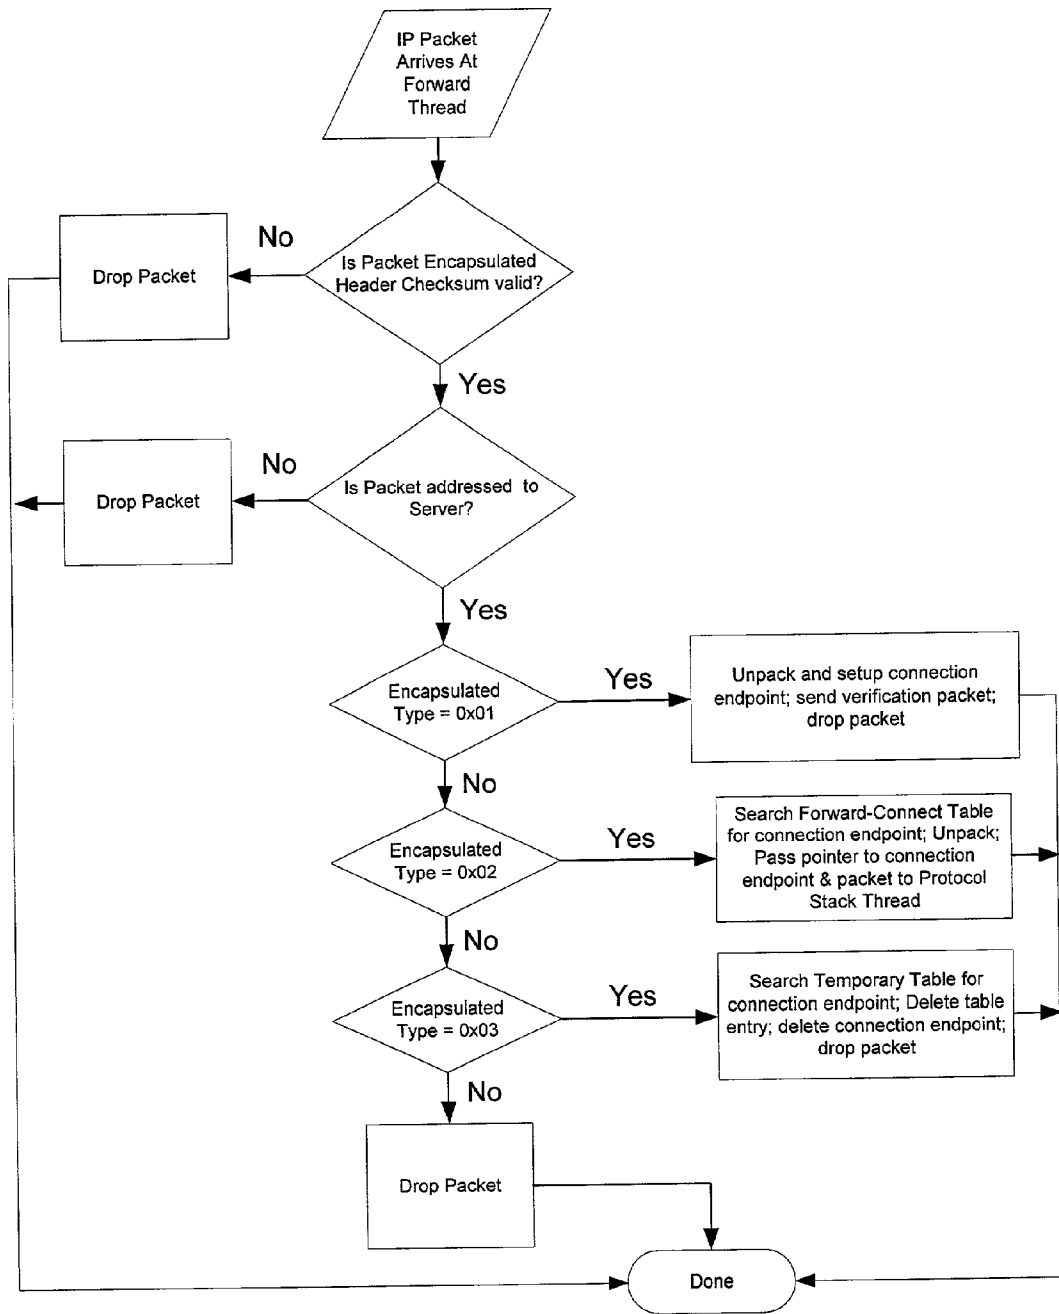 IP Packet
Arrives At
Forward
Thread
No
Drop Packet
Is Packet Encapsulated
Header Checksum valid?
Yes
No
Drop Packet
Is Packet addressed to
Server?
Yes
Encapsulated
Type = 0x01
Yes
Unpack and setup connection
endpoint; send verification packet;
drop packet
No
Encapsulated
Type = 0x02
Yes
Search Forward-Connect Table
for connection endpoint; Unpack;
Pass pointer to connection
endpoint & packet to Protocol
Stack Thread
No
Encapsulated
Type = 0x03
Yes
Search Temporary Table for
connection endpoint; Delete table
entry; delete connection endpoint;
drop packet
No
Drop Packet
Done